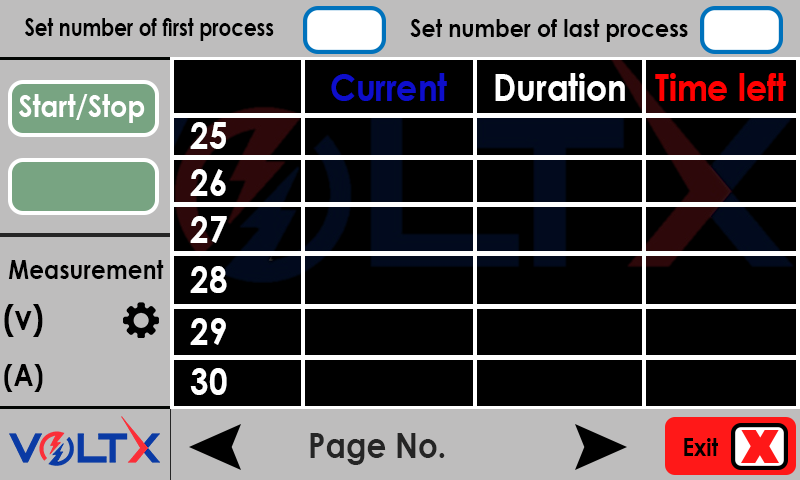 Set number of first process
Set number of last process
Start/Stop
Current Duration Time left
25
26
27
28
29
30
Measurement
(v)
(A)
VOLTX
Page No.
Exit X